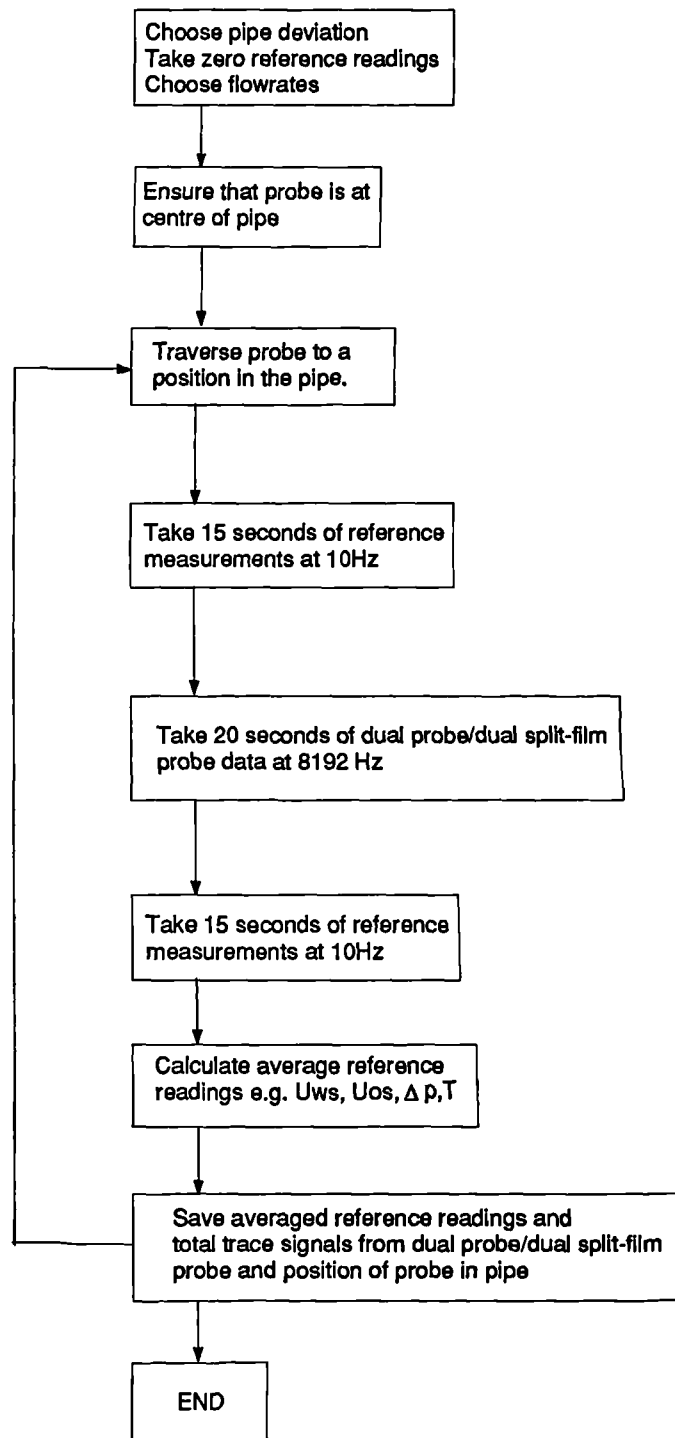 Choose pipe deviation
Take zero reference readings
Choose flowrates
Ensure that probe is at
centre of pipe
Traverse probe to a
position in the pipe.
Take 15 seconds of reference
measurements at 10Hz
Take 20 seconds of dual probe/dual split-film
probe data at 8192 Hz
Take 15 seconds of reference
measurements at 10Hz
Calculate average reference
readings e.g. Uws, Uos, Δ p,T
Save averaged reference readings and
total trace signals from dual probe/dual split-film
probe and position of probe in pipe
END